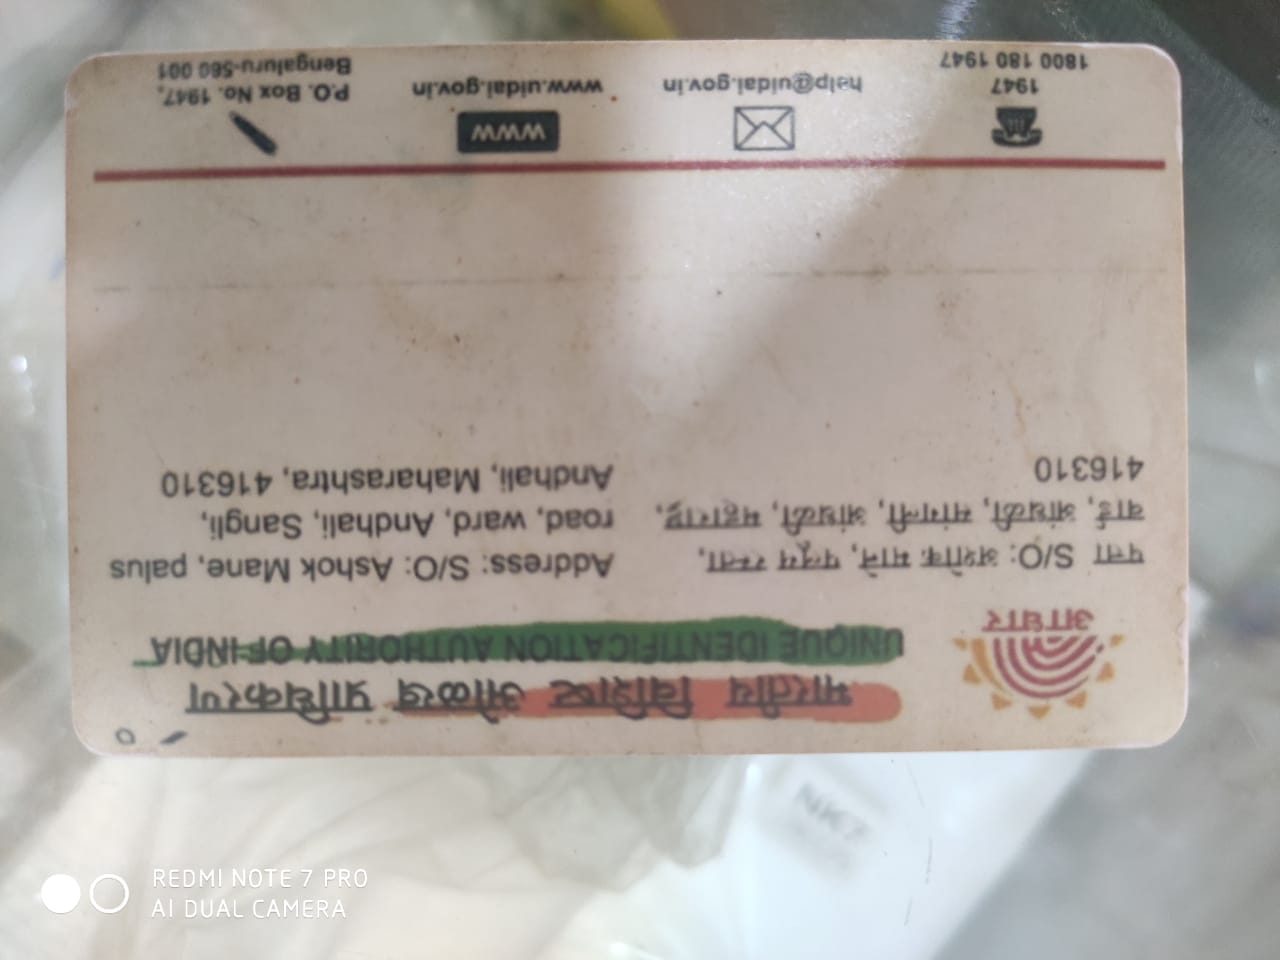 भारतीय विशिष्ट ओळख प्राधिकरण
UNIQUE IDENTIFICATION AUTHORITY OF INDIA
आधार
पत्ता S/O: अशोक माने, पलूस रस्ता,
वार्ड, आंधळी, सांगली, आंधळी, महाराष्ट्र,
416310
Address: S/O: Ashok Mane, palus
road, ward, Andhali, Sangli,
Andhali, Maharashtra, 416310
1947
1800 180 1947
help@uidai.gov.in
WWW
www.uidai.gov.in
P.O. Box No. 1947,
Bengaluru-560 001
REDMI NOTE 7 PRO
AI DUAL CAMERA